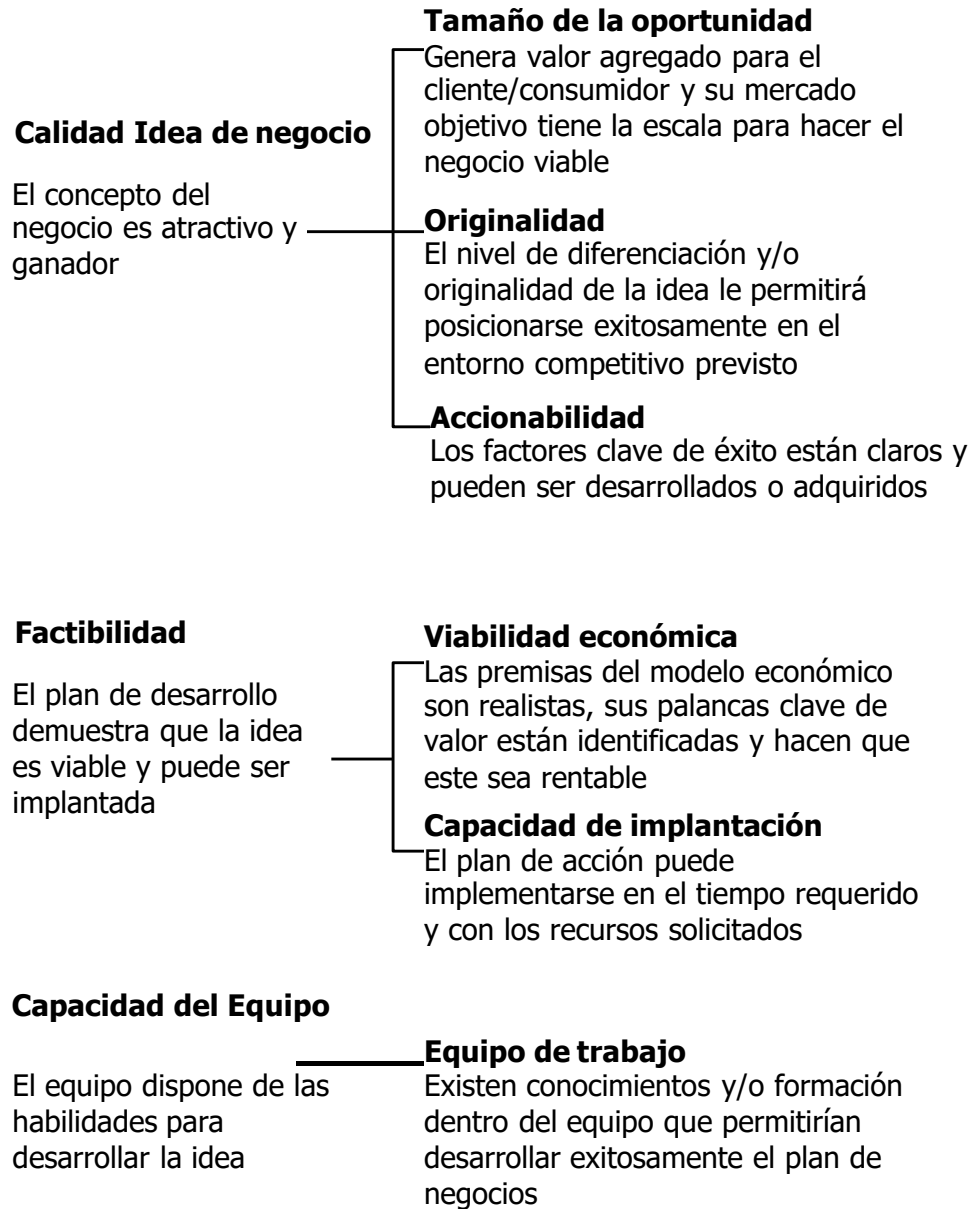 Calidad Idea de negocio
El concepto del
negocio es atractivo y
ganador
Tamaño de la oportunidad
Genera valor agregado para el
cliente/consumidor y su mercado
objetivo tiene la escala para hacer el
negocio viable
Originalidad
El nivel de diferenciación y/o
originalidad de la idea le permitirá
posicionarse exitosamente en el
entorno competitivo previsto
Accionabilidad
Los factores clave de éxito están claros y
pueden ser desarrollados o adquiridos
Factibilidad
El plan de desarrollo
demuestra que la idea
es viable y puede ser
implantada
Viabilidad económica
Las premisas del modelo económico
son realistas, sus palancas clave de
valor están identificadas y hacen que
este sea rentable
Capacidad de implantación
El plan de acción puede
implementarse en el tiempo requerido
y con los recursos solicitados
Capacidad del Equipo
El equipo dispone de las
habilidades para
desarrollar la idea
Equipo de trabajo
Existen conocimientos y/o formación
dentro del equipo que permitirían
desarrollar exitosamente el plan de
negocios